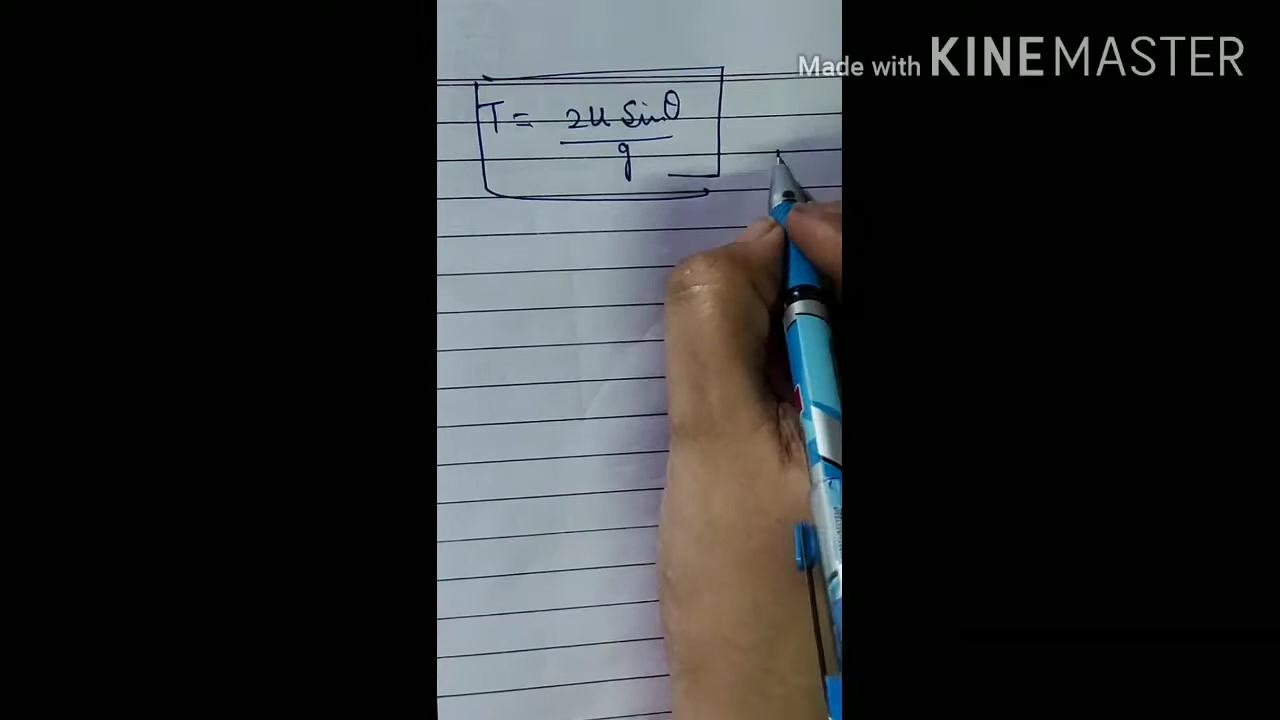 Made with KINEMASTER
T = 2u Sinθ
g